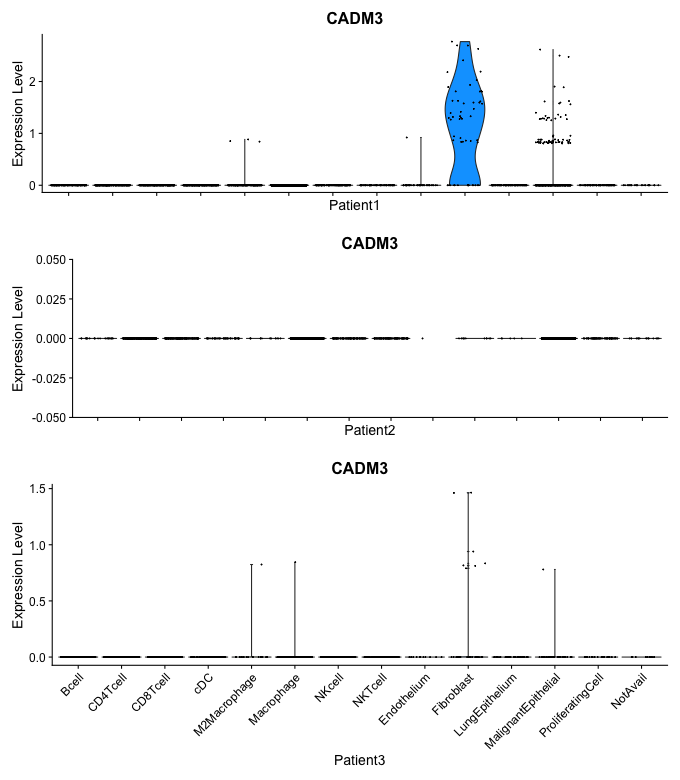 CADM3
Expression Level
2
1
0
Patient1
CADM3
Expression Level
0.050
0.025
0.000
-0.025
-0.050
Patient2
CADM3
Expression Level
1.5
1.0
0.5
0.0
Bcell
CD4Tcell
CD8Tcell
cDC
M2Macrophage
Macrophage
NKcell
NKTcell
Endothelium
Fibroblast
LungEpithelium
MalignantEpithelial
ProliferatingCell
NotAvail
Patient3